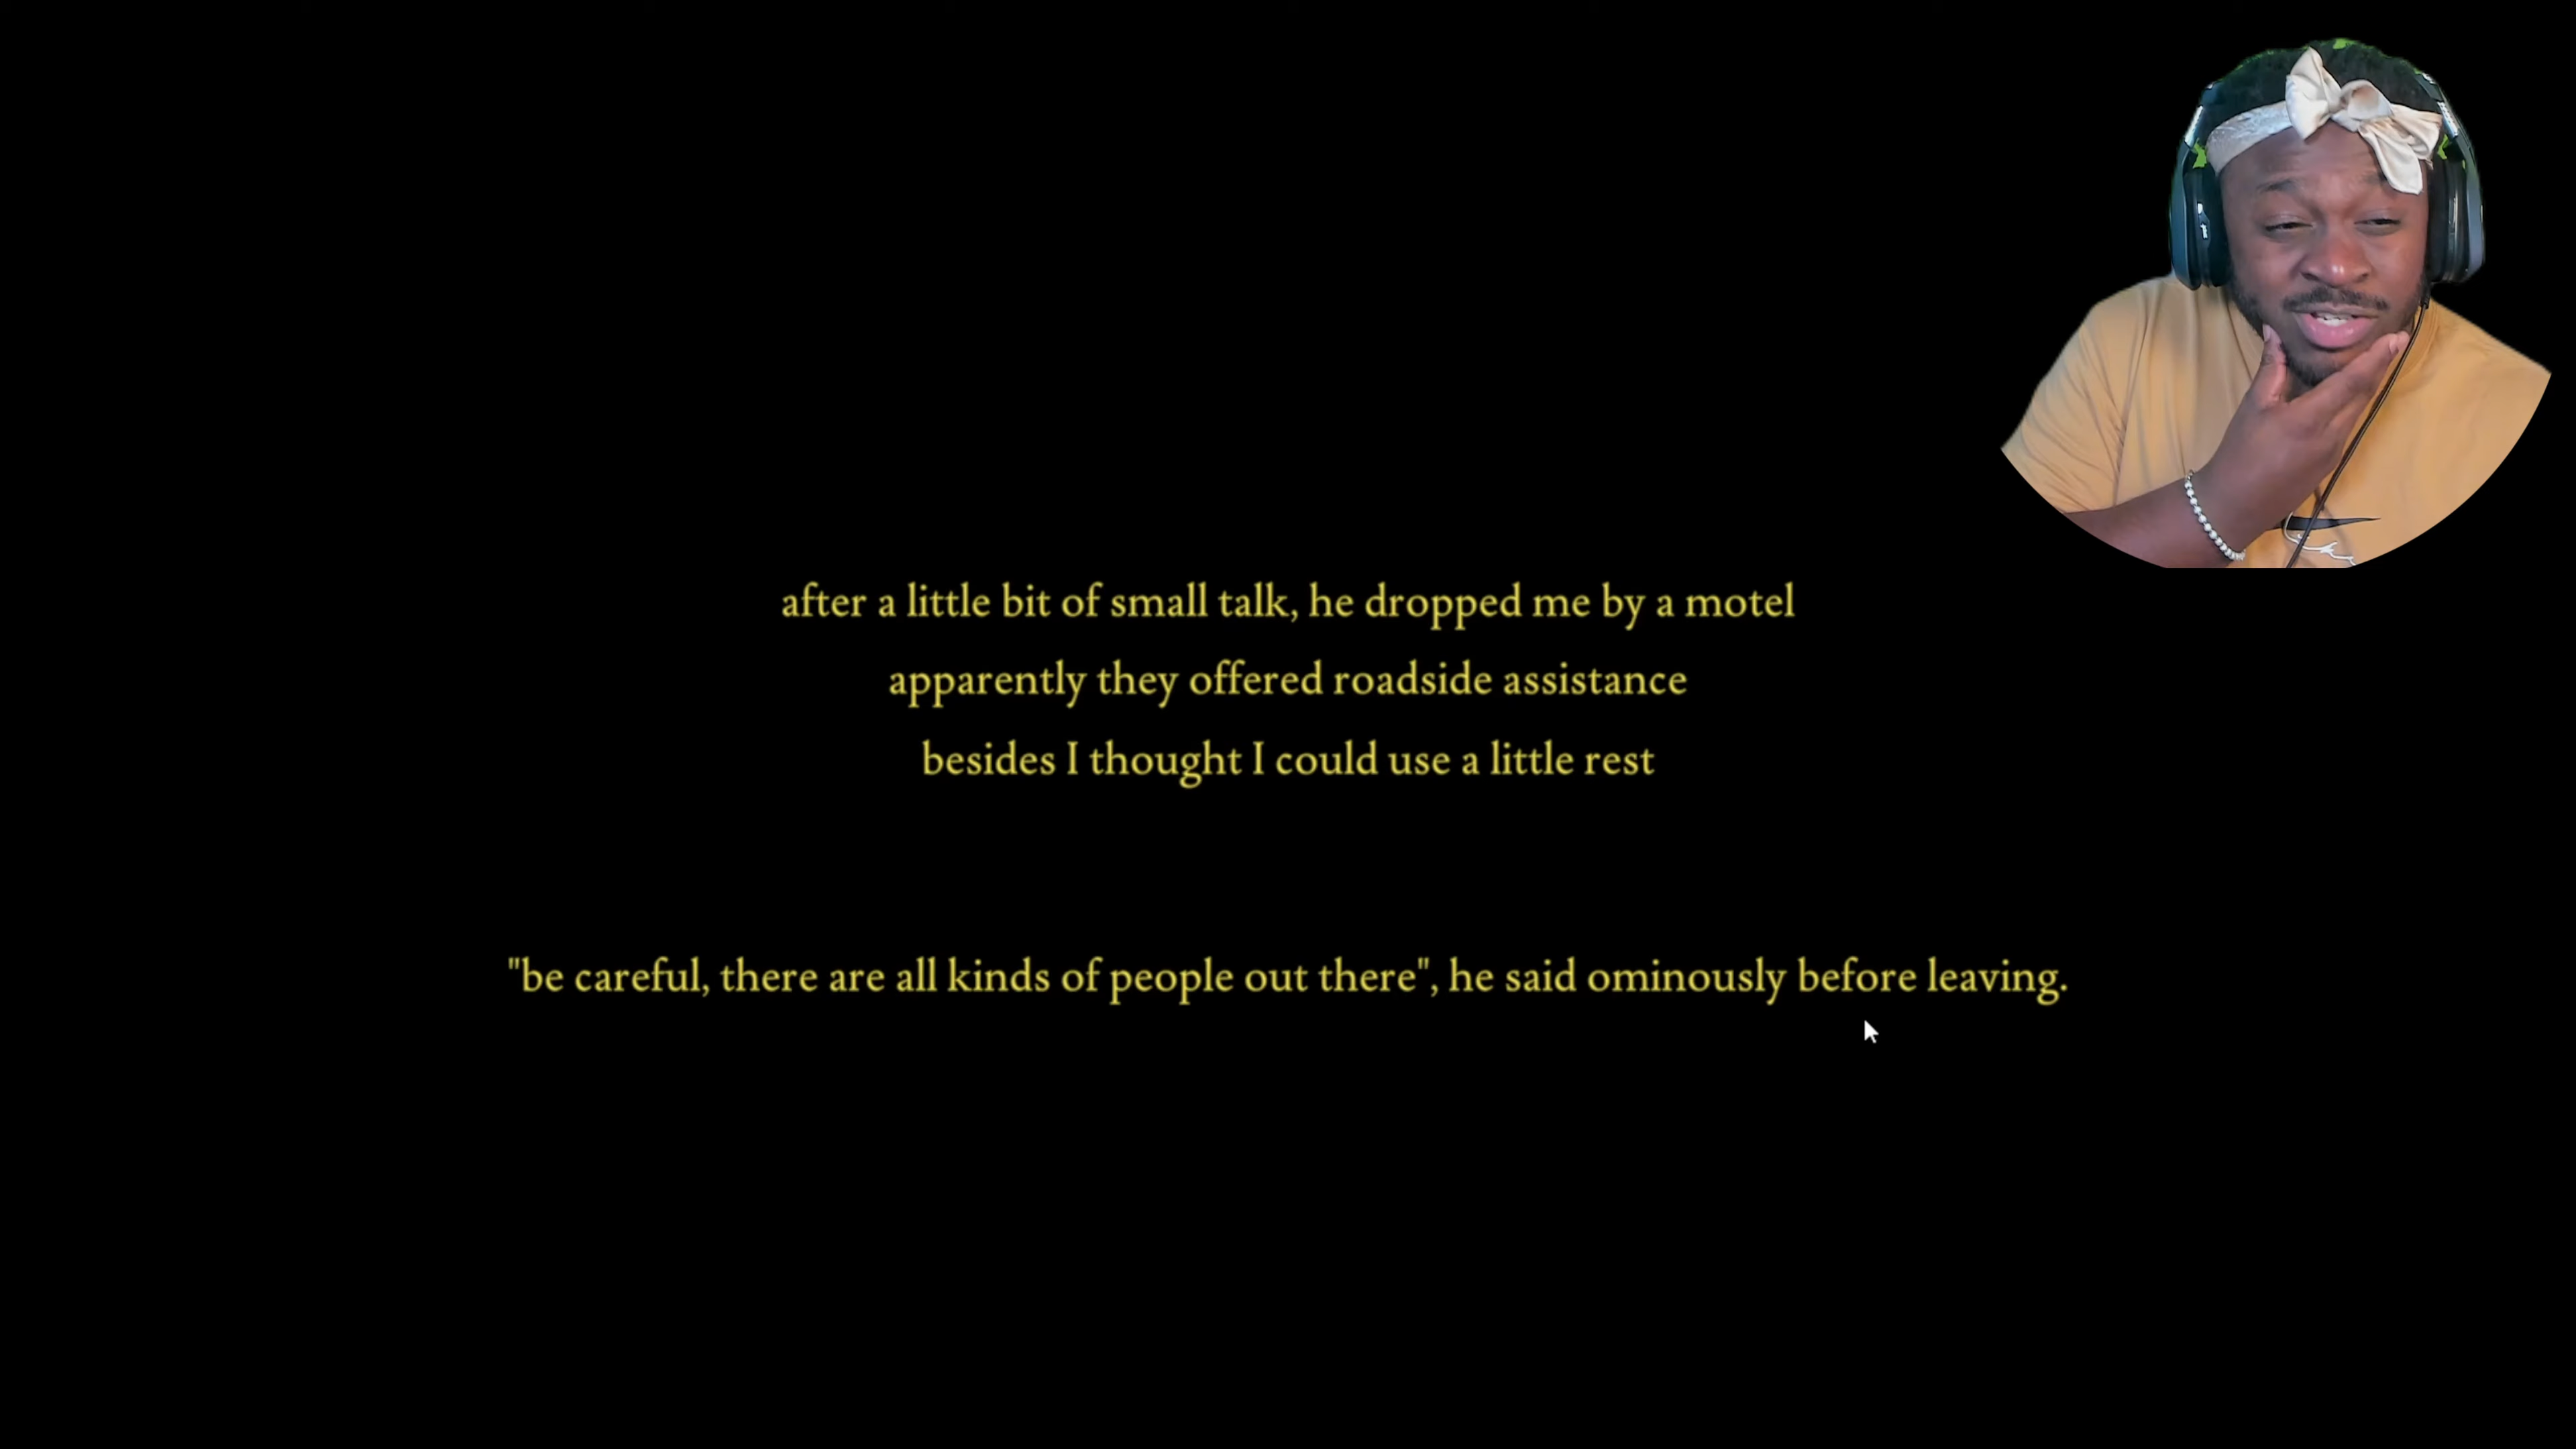 after a little bit of small talk, he dropped me by a motel
apparently they offered roadside assistance
besides I thought I could use a little rest
"be careful, there are all kinds of people out there", he said ominously before leaving.